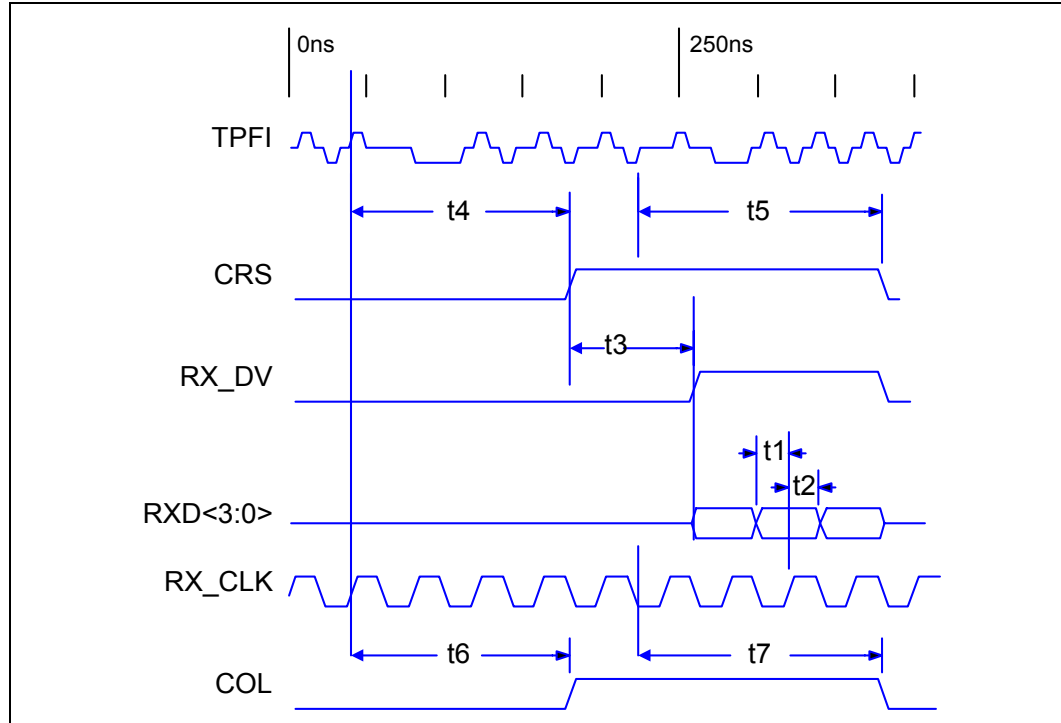 0ns 250ns
TPFI
t4 t5
CRS
t3
RX_DV
t1
t2
RXD<3:0>
RX_CLK
t6 t7
COL